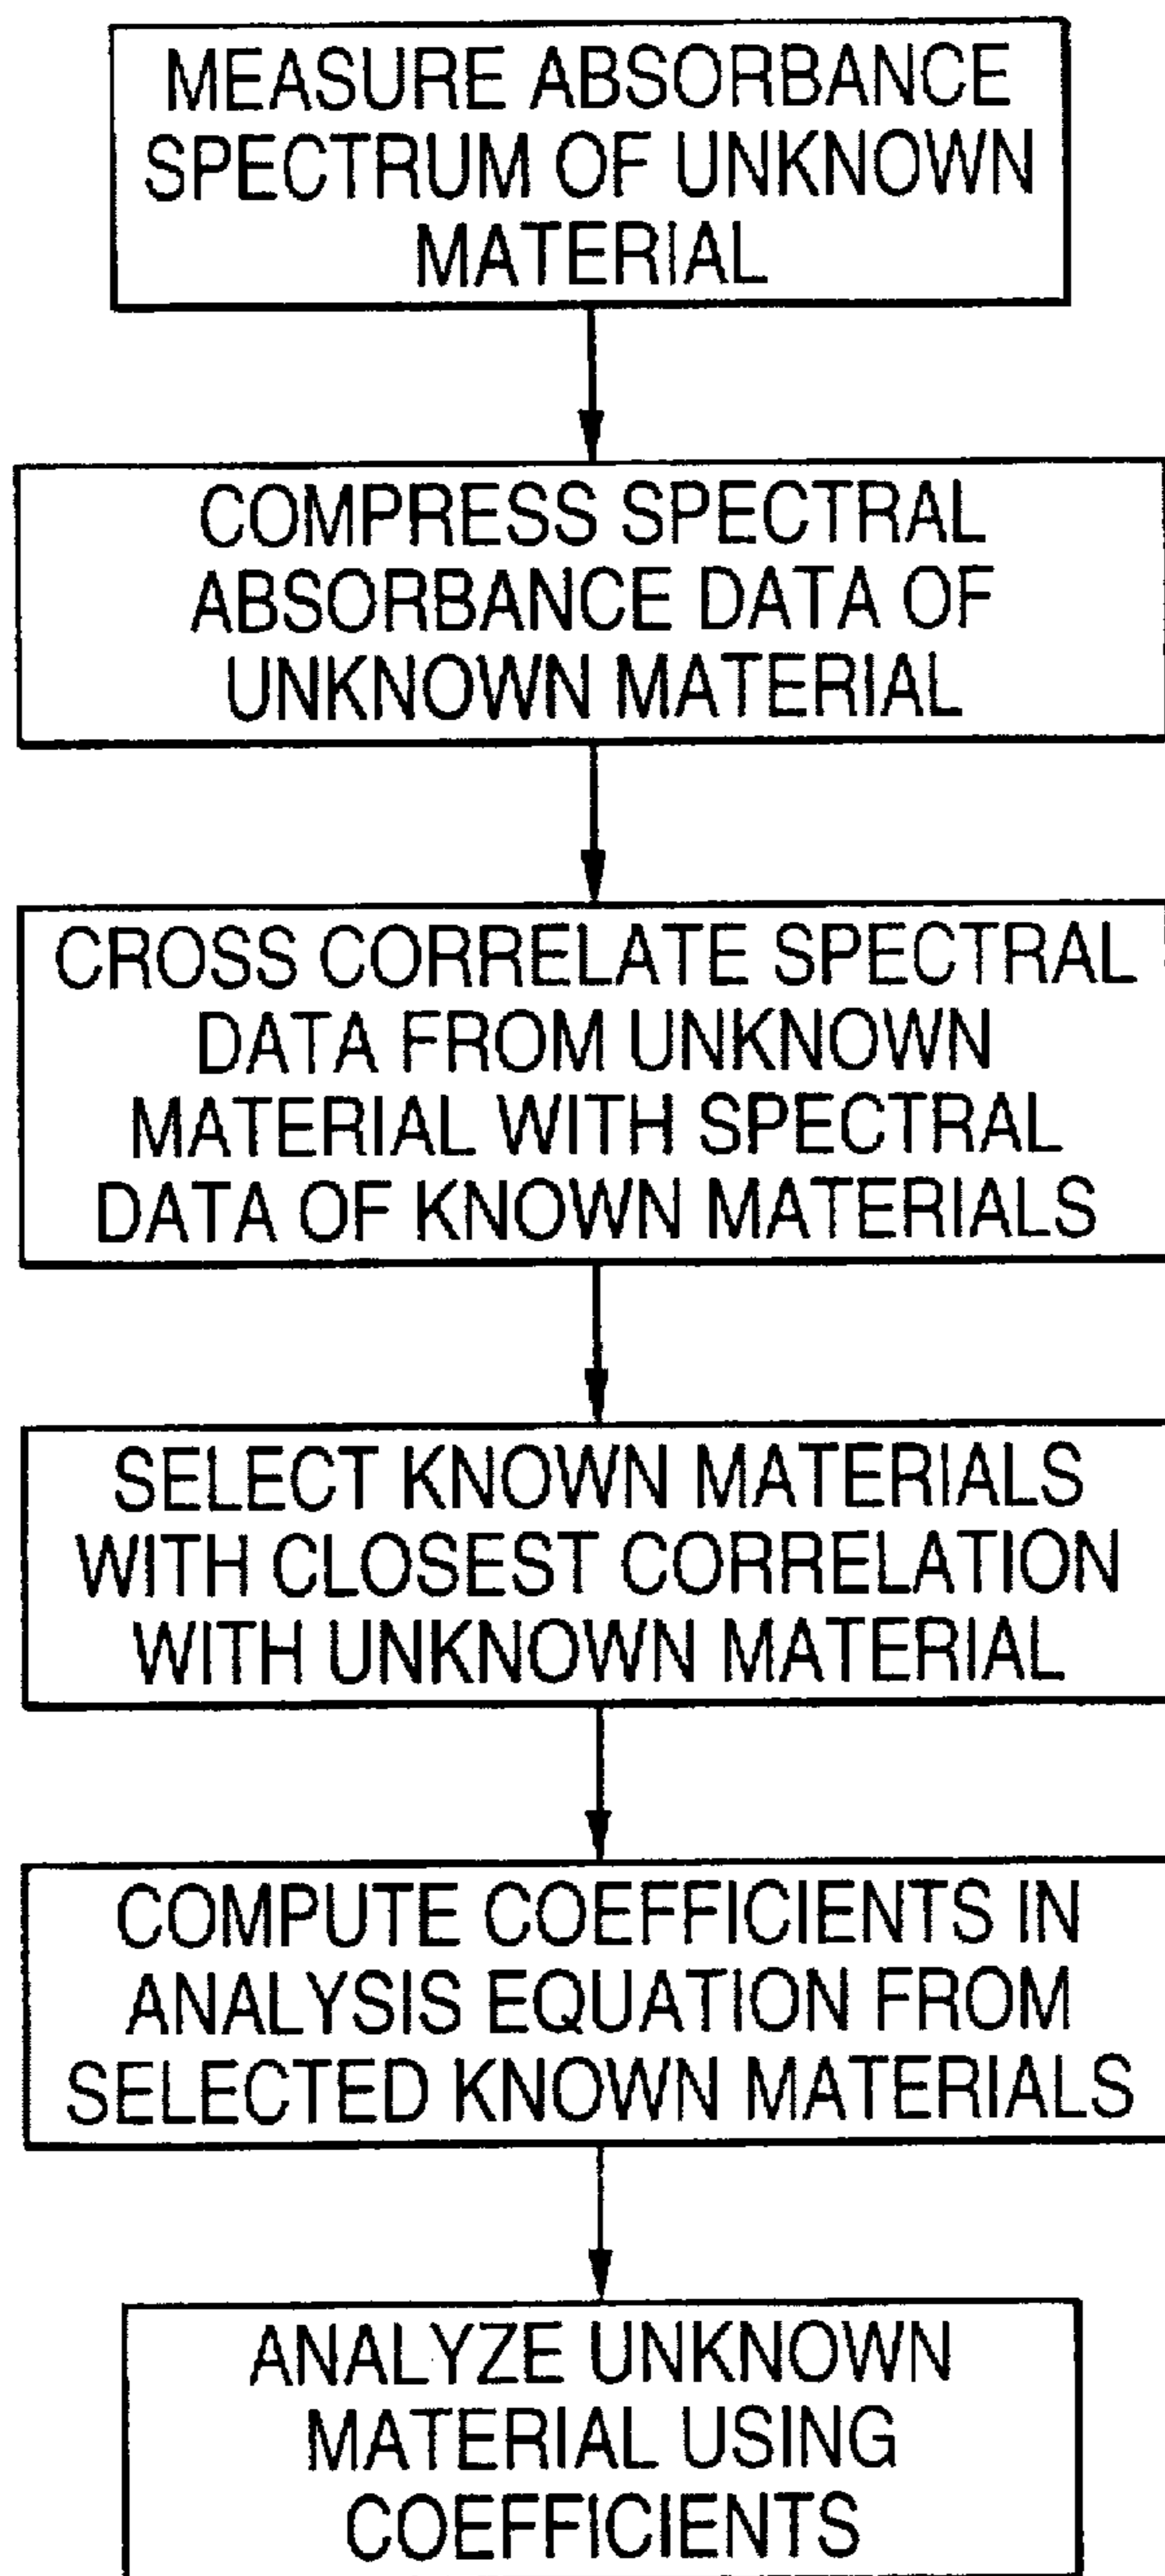 MEASURE ABSORBANCE
SPECTRUM OF UNKNOWN
MATERIAL
COMPRESS SPECTRAL
ABSORBANCE DATA OF
UNKNOWN MATERIAL
CROSS CORRELATE SPECTRAL
DATA FROM UNKNOWN
MATERIAL WITH SPECTRAL
DATA OF KNOWN MATERIALS
SELECT KNOWN MATERIALS
WITH CLOSEST CORRELATION
WITH UNKNOWN MATERIAL
COMPUTE COEFFICIENTS IN
ANALYSIS EQUATION FROM
SELECTED KNOWN MATERIALS
ANALYZE UNKNOWN
MATERIAL USING
COEFFICIENTS